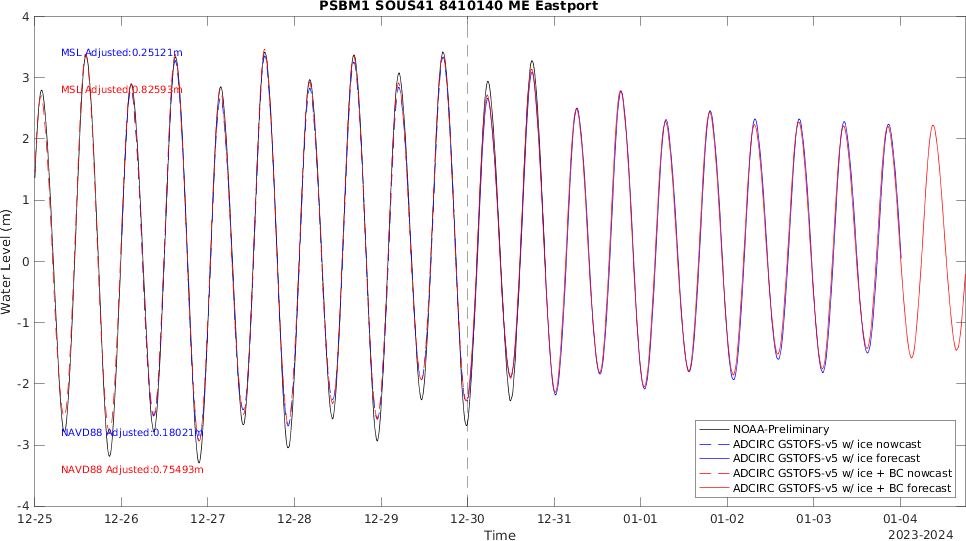 PSBM1 SOUS41 8410140 ME Eastport
4
MSL Adjusted:0.25121m
3
MSL Adjusted:0.82593m
2
1
Water Level (m)
0
-1
-2
NOAA-Preliminary
NAVD88 Adjusted:0.18021m
ADCIRC GSTOFS-v5 w/ ice nowcast
-3
ADCIRC GSTOFS-v5 w/ ice forecast
NAVD88 Adjusted:0.75493m
ADCIRC GSTOFS-v5 w/ ice + BC nowcast
ADCIRC GSTOFS-v5 w/ ice + BC forecast
-4
12-25 12-26 12-27 12-28 12-29 12-30 12-31 01-01 01-02 01-03 01-04
Time
2023-2024